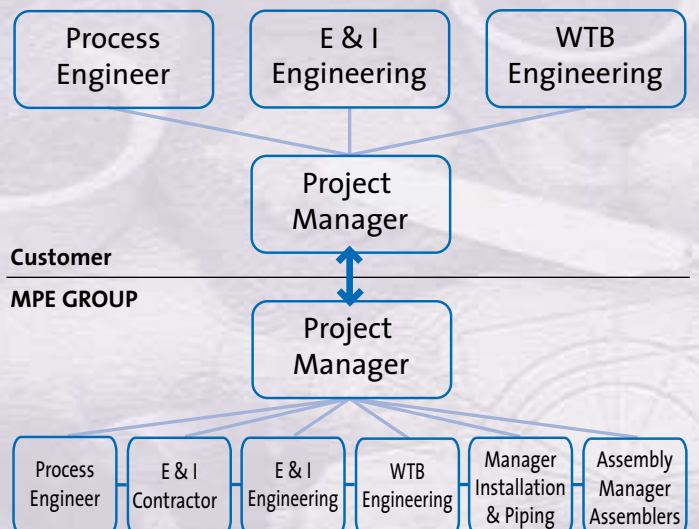 Process
Engineer
E & I
Engineering
WTB
Engineering
Project
Manager
Customer
MPE GROUP
Project
Manager
Process
Engineer
E & I
Contractor
E & I
Engineering
WTB
Engineering
Manager
Installation
& Piping
Assembly
Manager
Assemblers